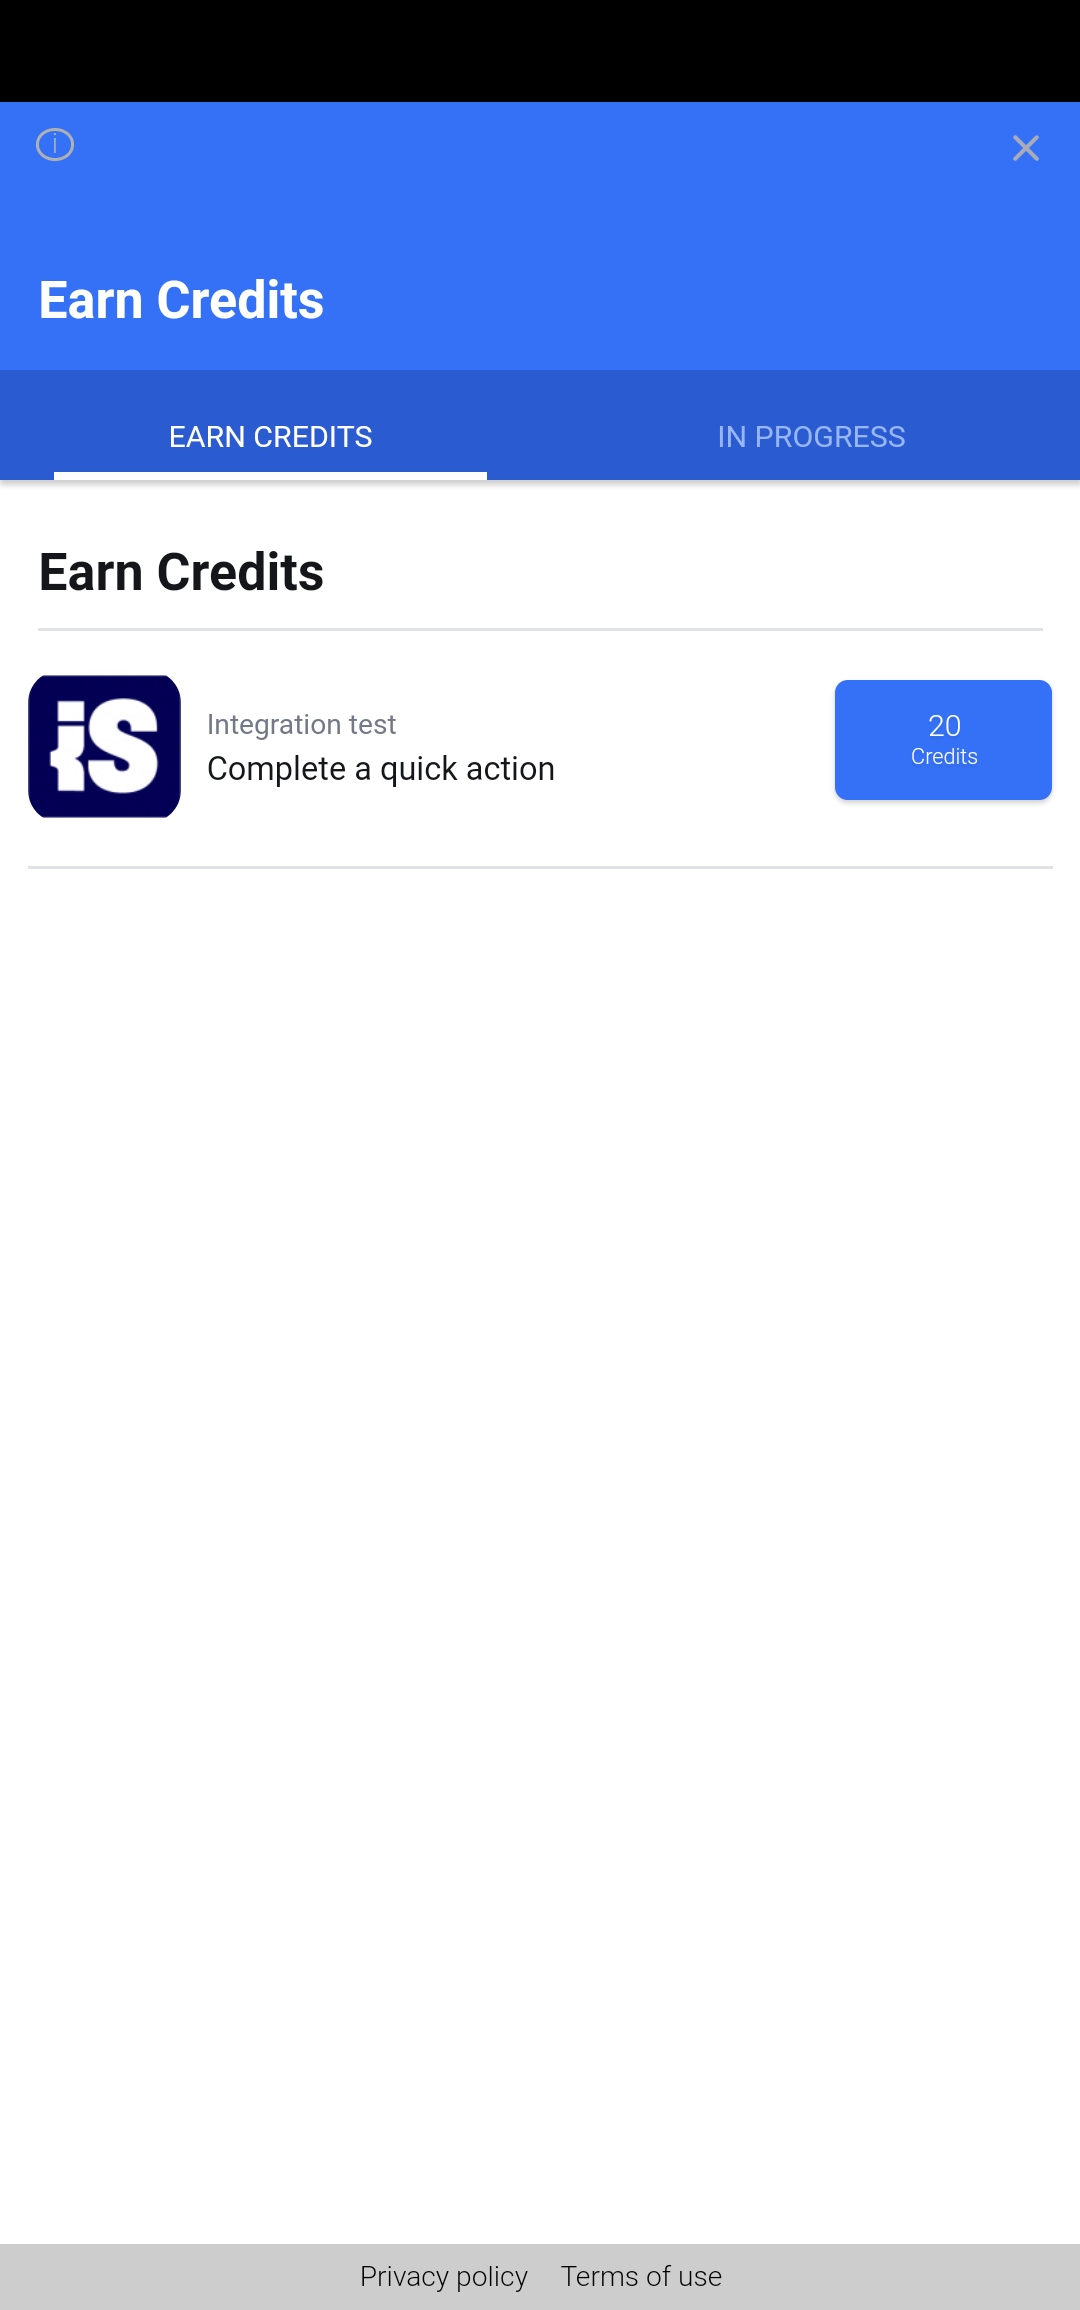 Earn Credits
EARN CREDITS
IN PROGRESS
Earn Credits
iS
Integration test
Complete a quick action
20
Credits
Privacy policy
Terms of use